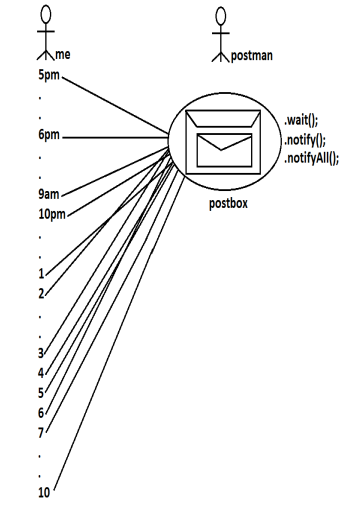 me
postman
5pm
.
.
6pm
.
.
9am
10pm
.
.
1
2
.
.
3
4
5
6
7
.
.
10
.wait();
.notify();
.notifyAll();
postbox